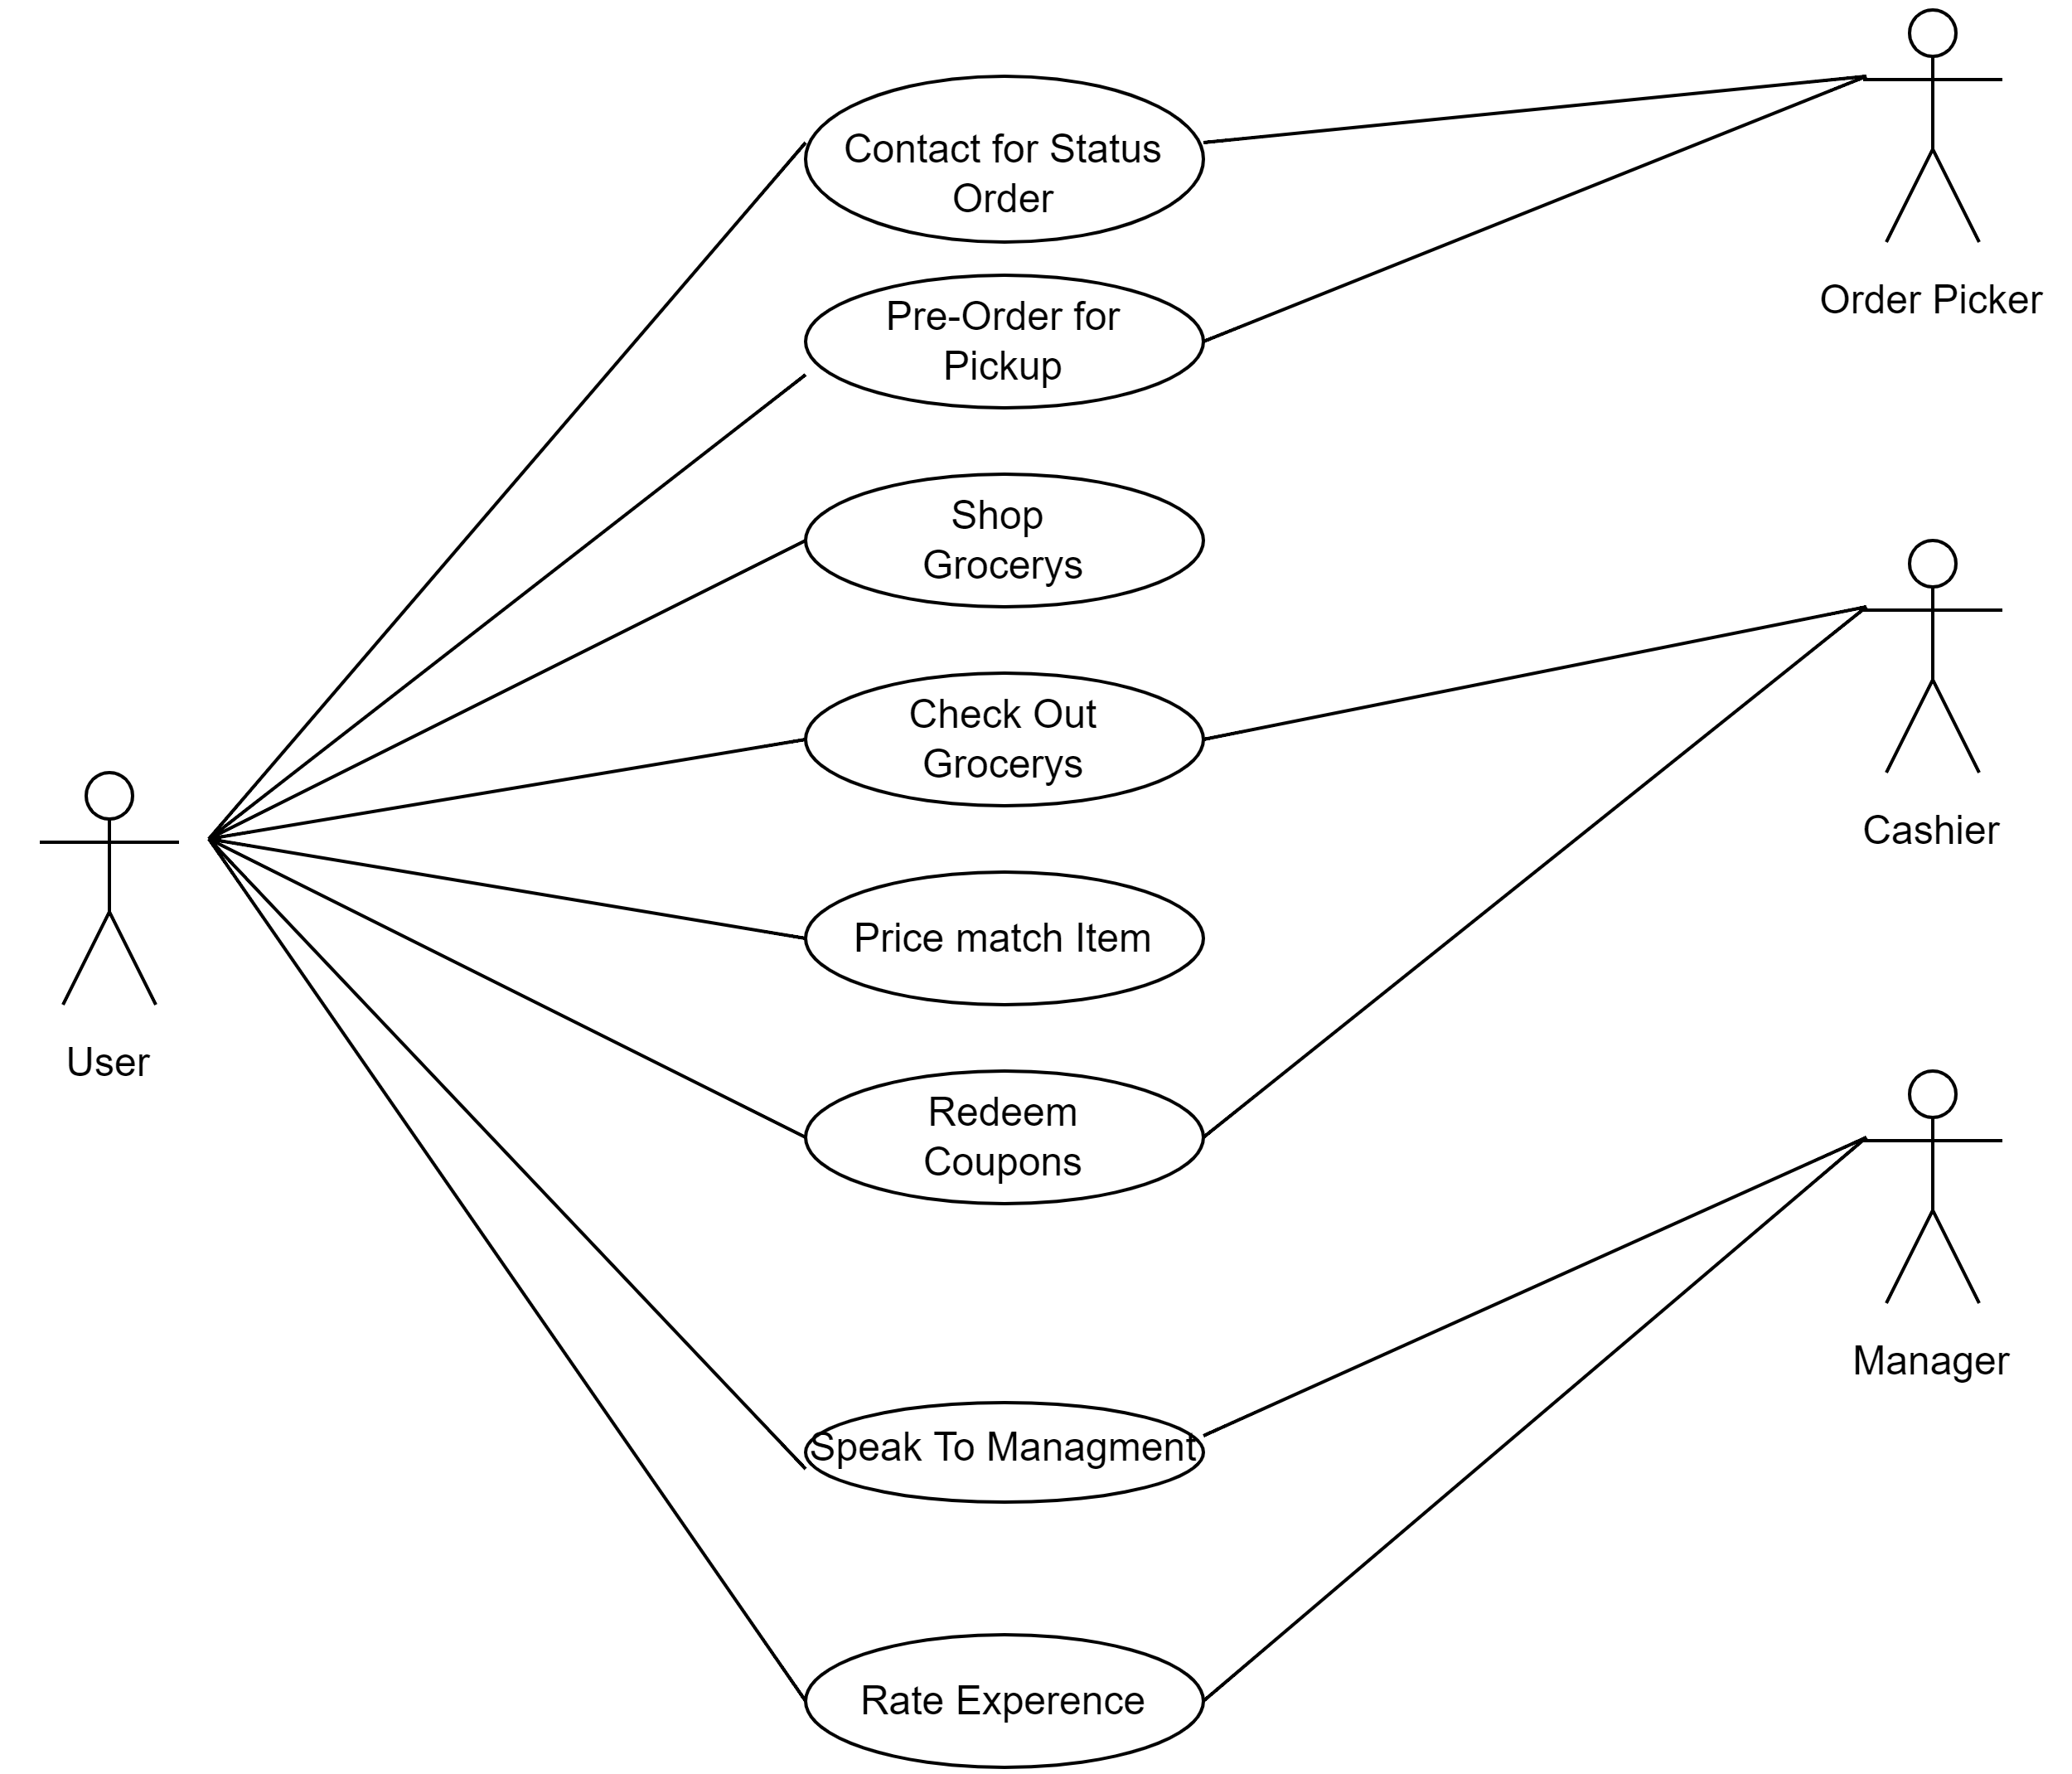 Contact for Status
Order
Order Picker
Pre-Order for
Pickup
Shop
Grocerys
Check Out
Grocerys
Cashier
Price match Item
User
Redeem
Coupons
Manager
Speak To Managment
Rate Experence